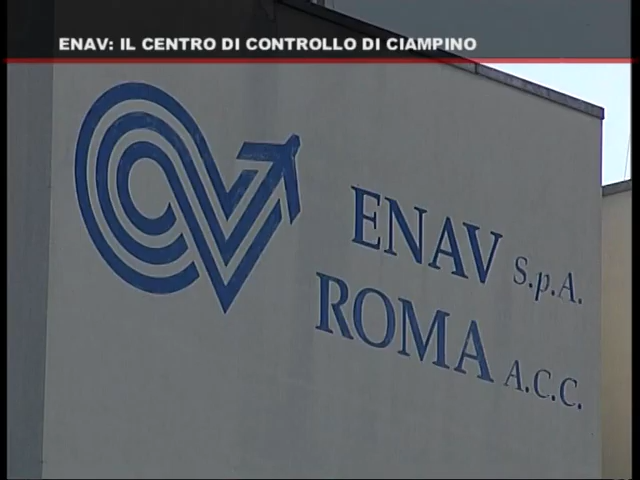 ENAV: IL CENTRO DI CONTROLLO DI CIAMPINO
ENAV S.p.A.
ROMA A.C.C.